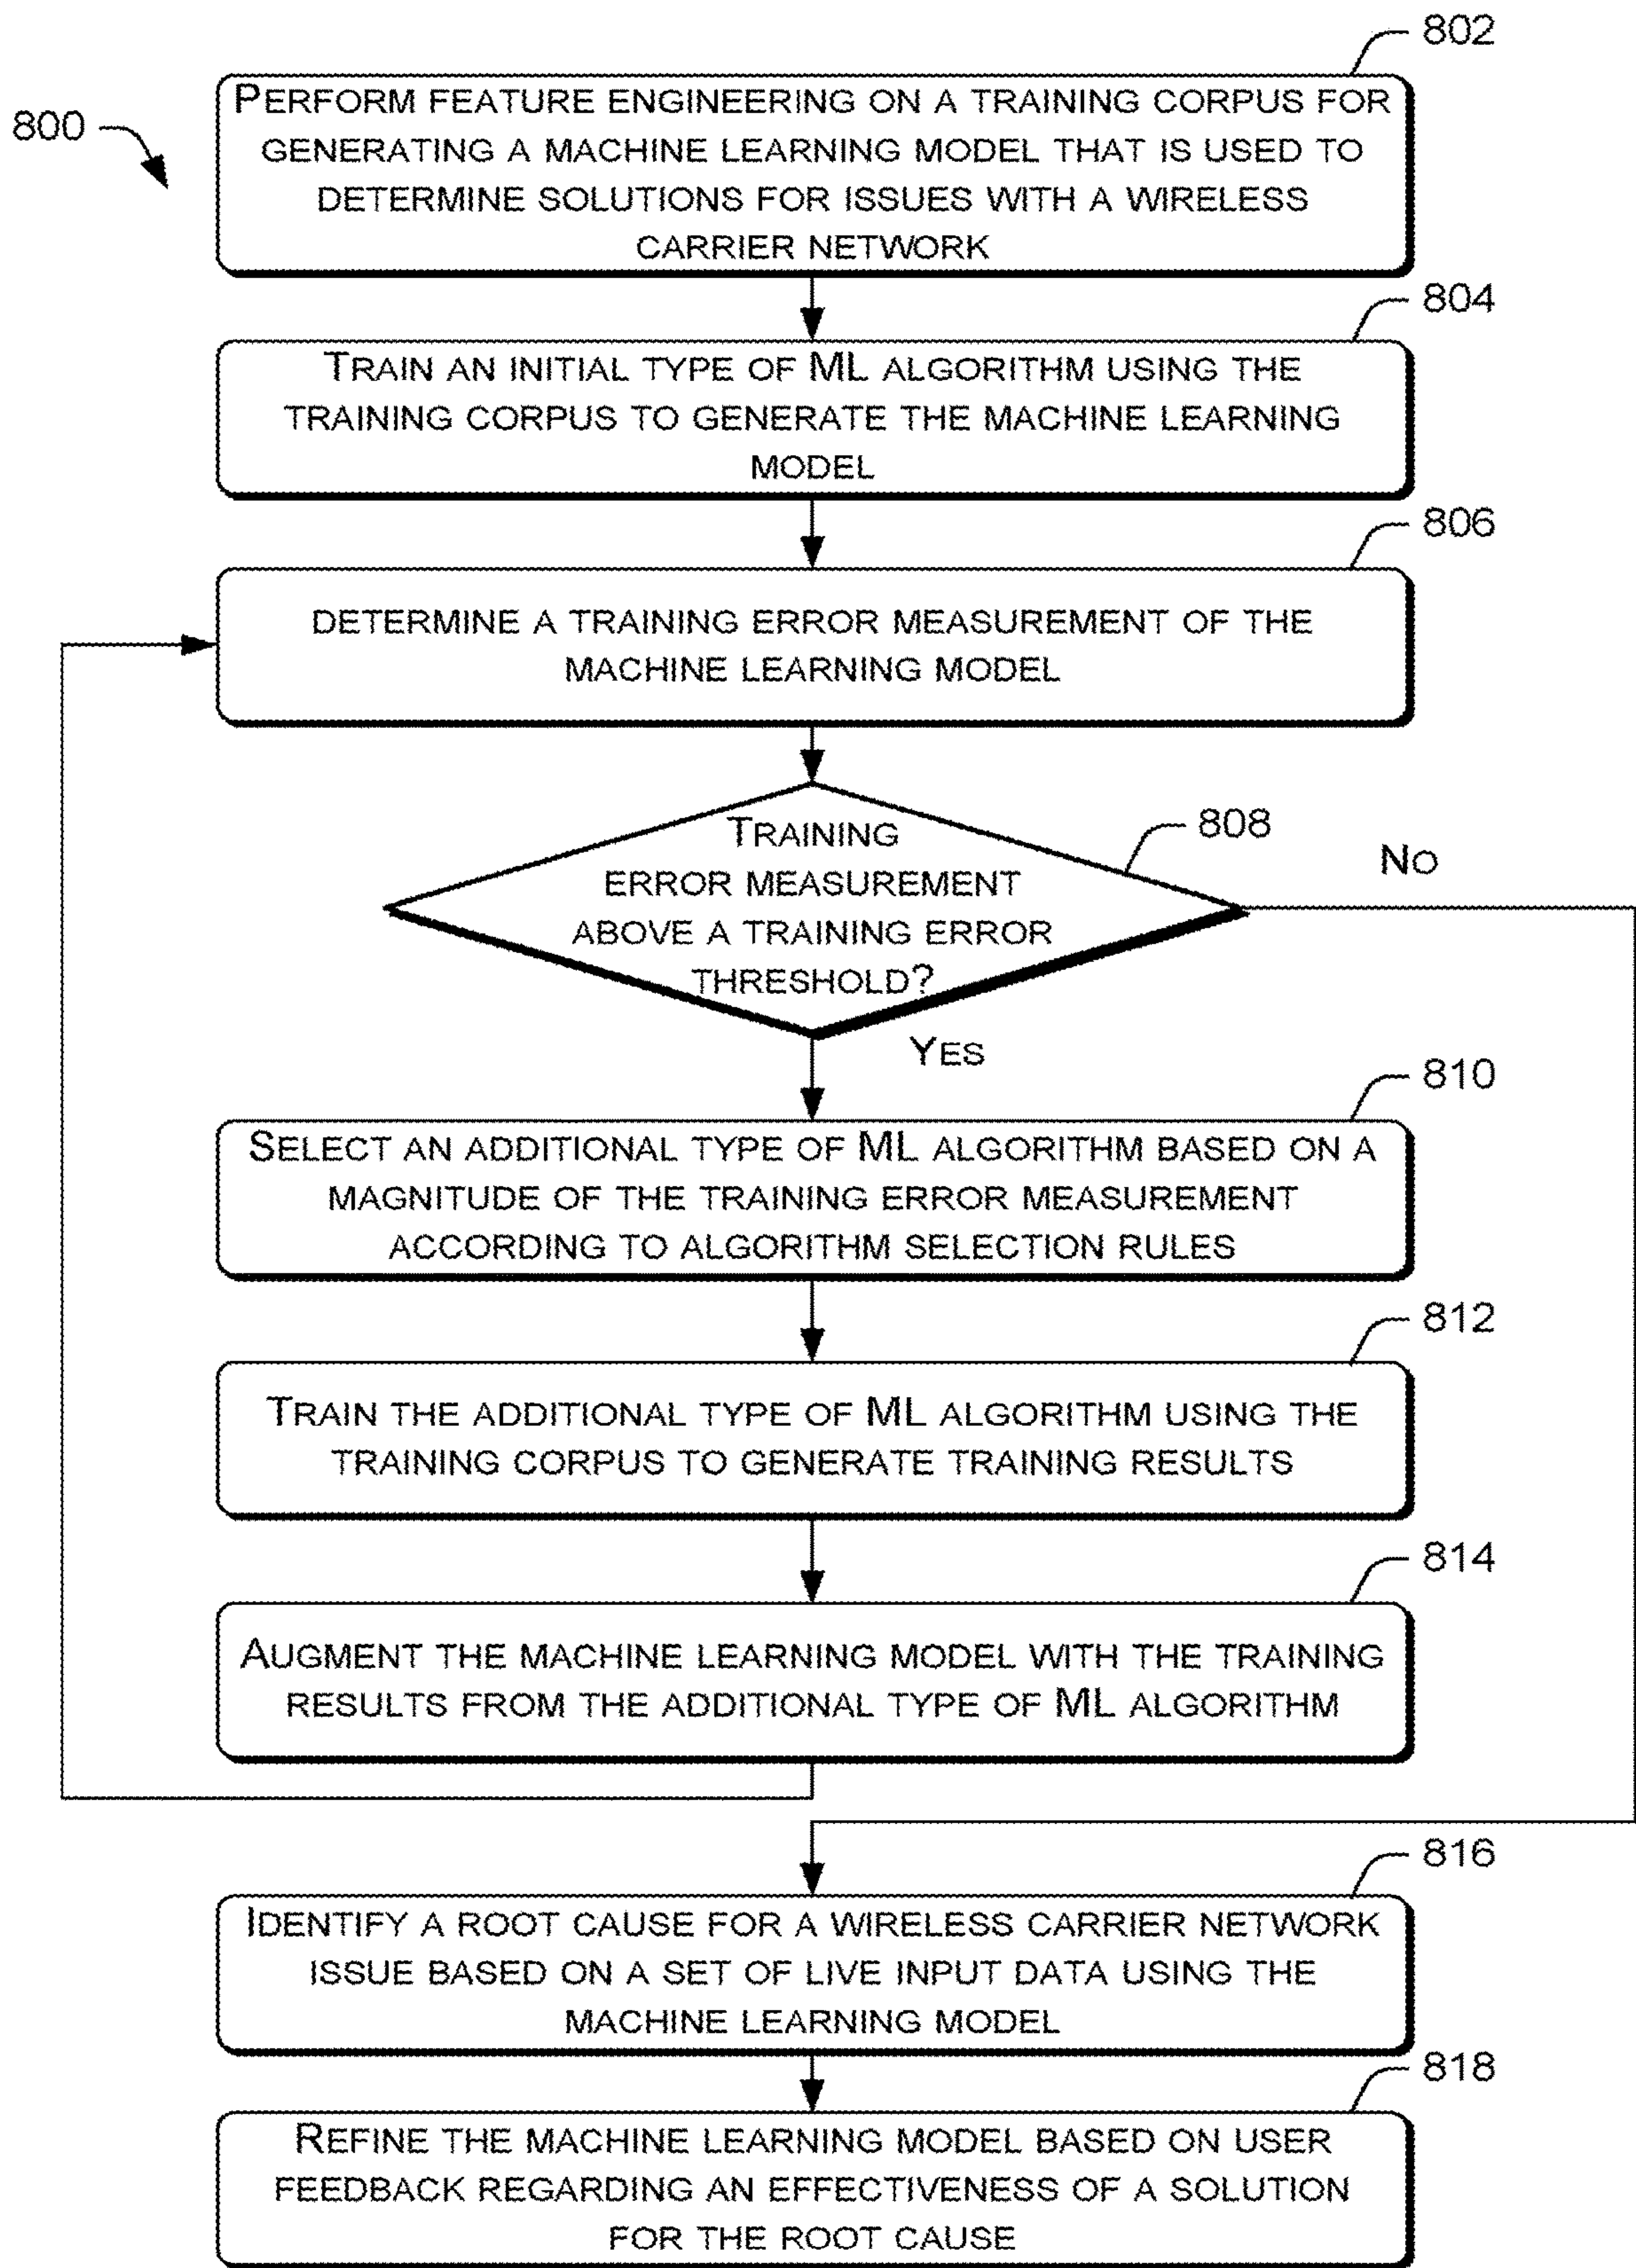 802
800
PERFORM FEATURE ENGINEERING ON A TRAINING CORPUS FOR
GENERATING A MACHINE LEARNING MODEL THAT IS USED TO
DETERMINE SOLUTIONS FOR ISSUES WITH A WIRELESS
CARRIER NETWORK
804
TRAIN AN INITIAL TYPE OF ML ALGORITHM USING THE
TRAINING CORPUS TO GENERATE THE MACHINE LEARNING
MODEL
806
DETERMINE A TRAINING ERROR MEASUREMENT OF THE
MACHINE LEARNING MODEL
808
TRAINING
ERROR MEASUREMENT
ABOVE A TRAINING ERROR
THRESHOLD?
NO
YES
810
SELECT AN ADDITIONAL TYPE OF ML ALGORITHM BASED ON A
MAGNITUDE OF THE TRAINING ERROR MEASUREMENT
ACCORDING TO ALGORITHM SELECTION RULES
812
TRAIN THE ADDITIONAL TYPE OF ML ALGORITHM USING THE
TRAINING CORPUS TO GENERATE TRAINING RESULTS
814
AUGMENT THE MACHINE LEARNING MODEL WITH THE TRAINING
RESULTS FROM THE ADDITIONAL TYPE OF ML ALGORITHM
816
IDENTIFY A ROOT CAUSE FOR A WIRELESS CARRIER NETWORK
ISSUE BASED ON A SET OF LIVE INPUT DATA USING THE
MACHINE LEARNING MODEL
818
REFINE THE MACHINE LEARNING MODEL BASED ON USER
FEEDBACK REGARDING AN EFFECTIVENESS OF A SOLUTION
FOR THE ROOT CAUSE